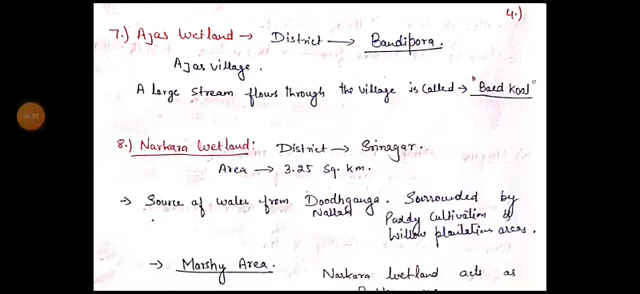 4.)
7.) Ajas Wetland → District → Bandipora.
Ajas village.
A large stream flows through the village is called → "Baed Koal"
8.) Narkara Wetland: District → Srinagar.
Area → 3.25 sq. km.
→ Source of water from Doodhganga Nallah. Sourrounded by
Paddy cultivation &
Willow plantation areas.
→ Marshy Area.
Narkara Wetland acts as